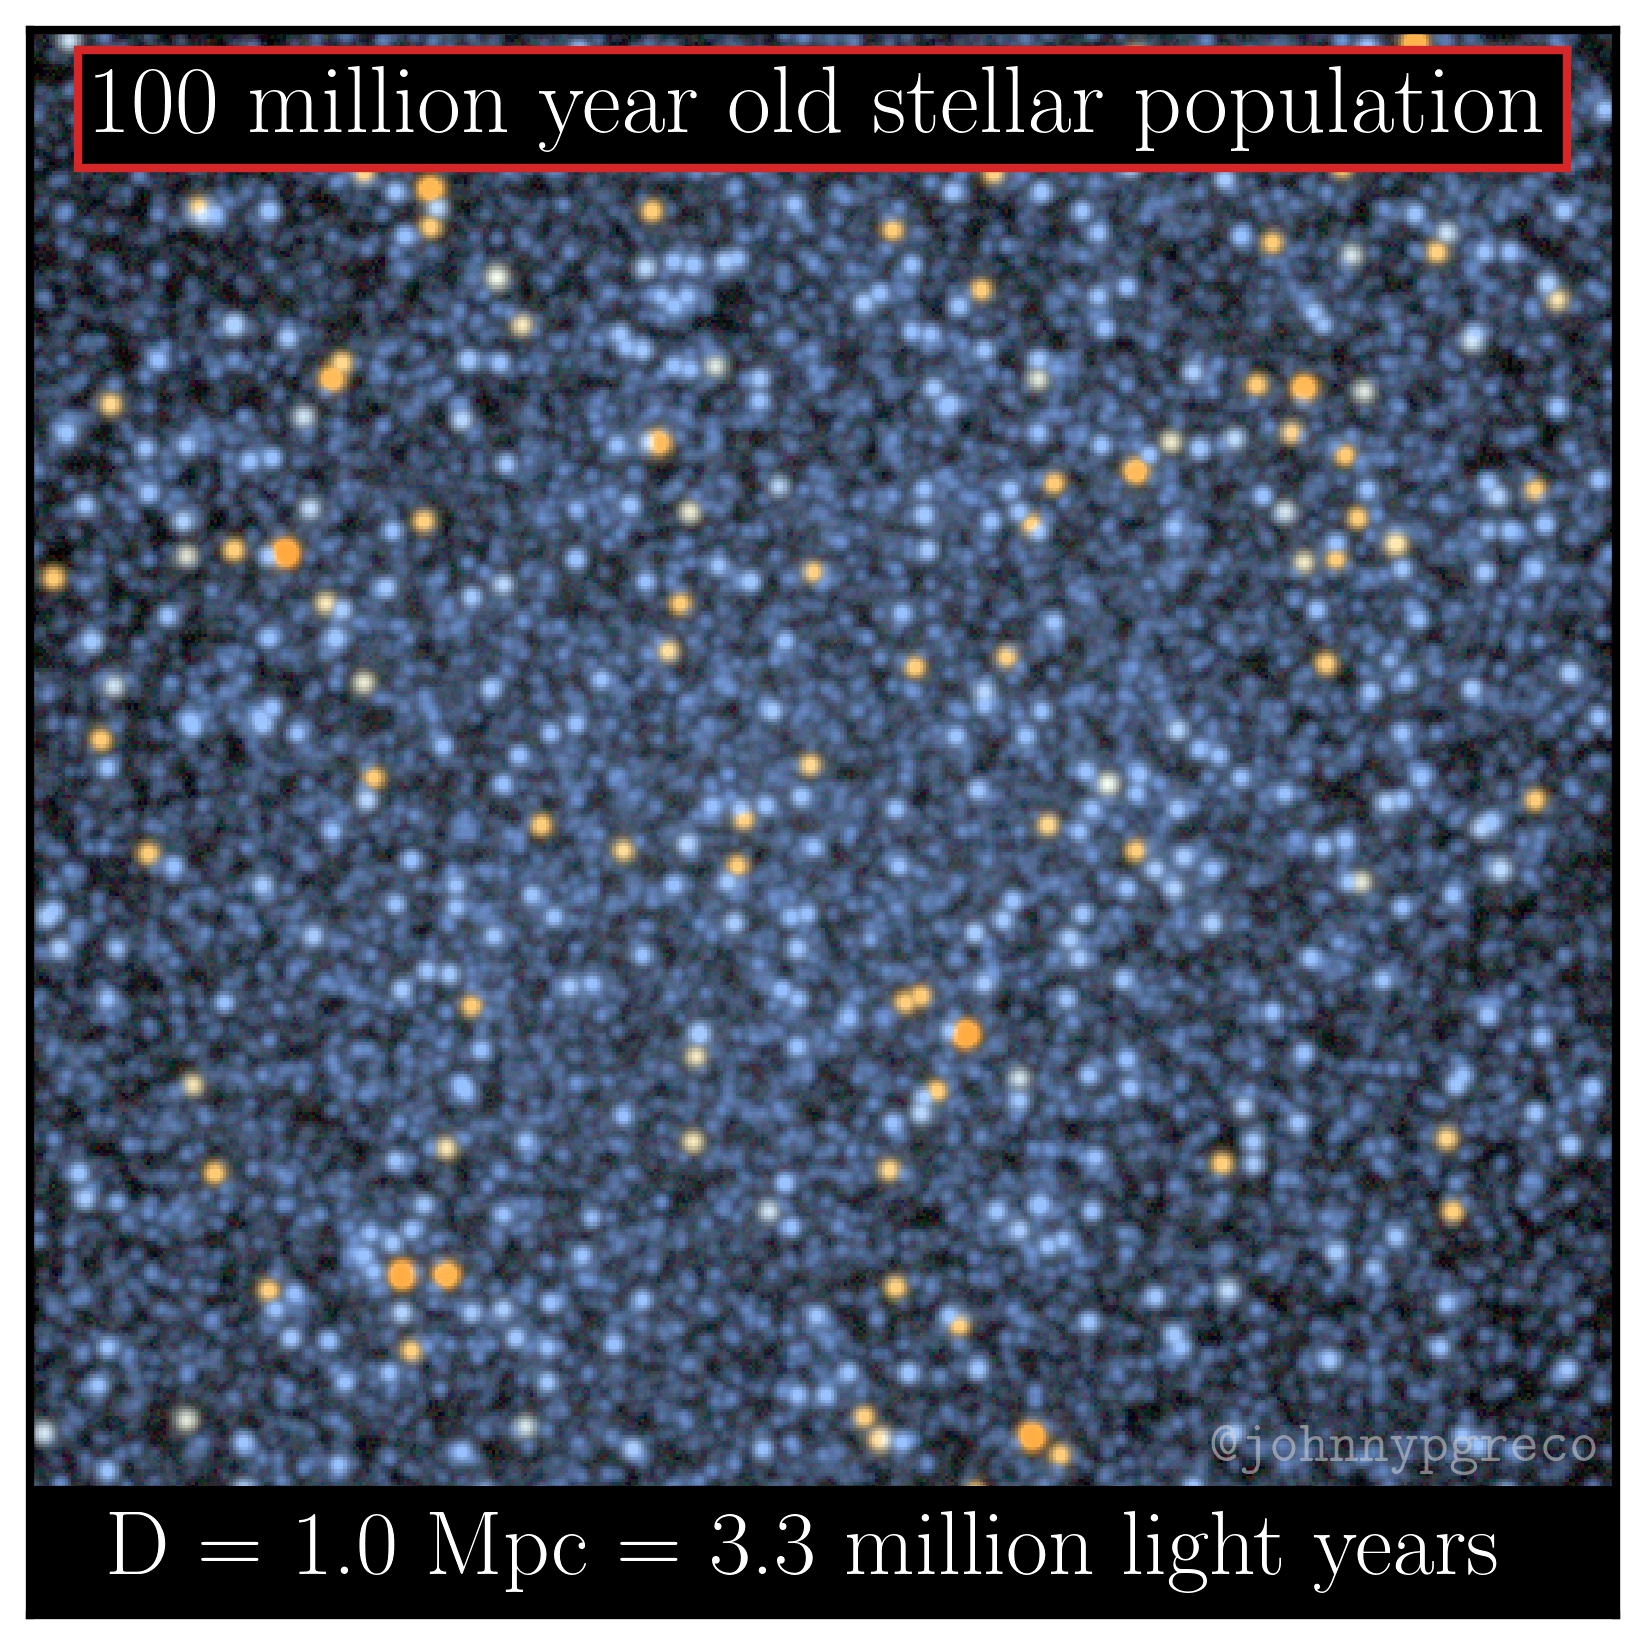 100 million year old stellar population
@johnnypgreco
D = 1.0 Mpc = 3.3 million light years